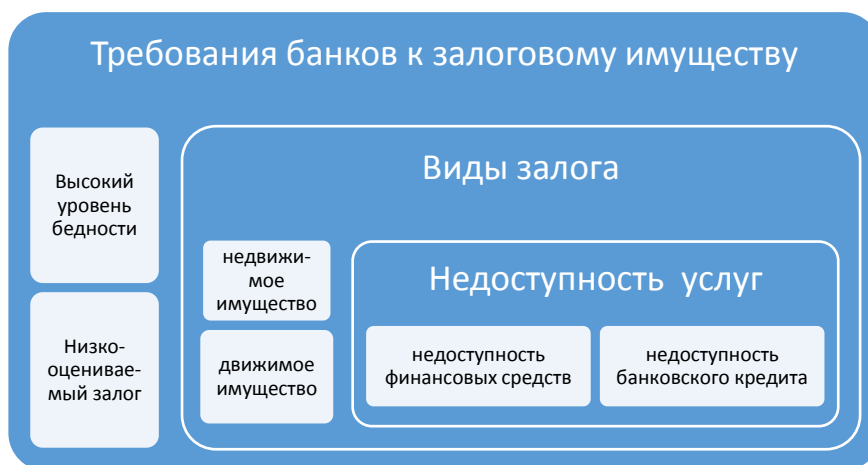 Требования банков к залоговому имуществу
Высокий
уровень
бедности
Низко-
оценивае-
мый залог
Виды залога
недвижи-
мое
имущество
движимое
имущество
Недоступность услуг
недоступность
финансовых средств
недоступность
банковского кредита